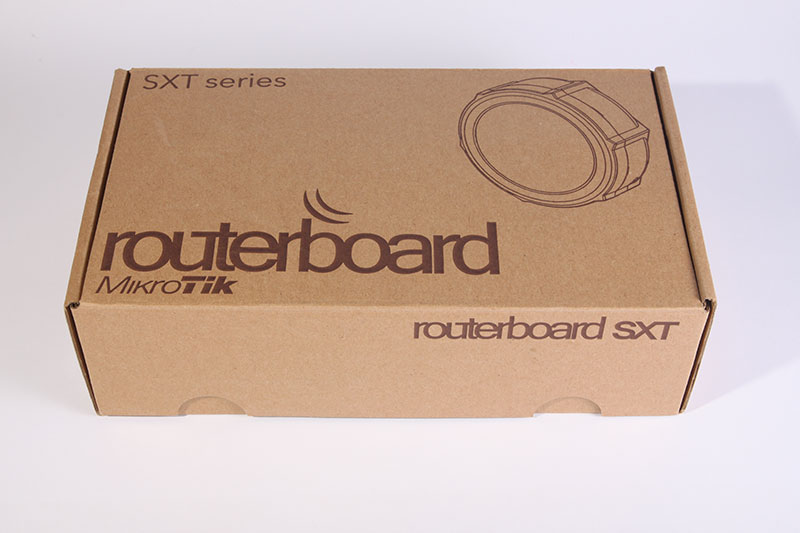 SXT series
routerboard
MikroTik
routerboard SXT